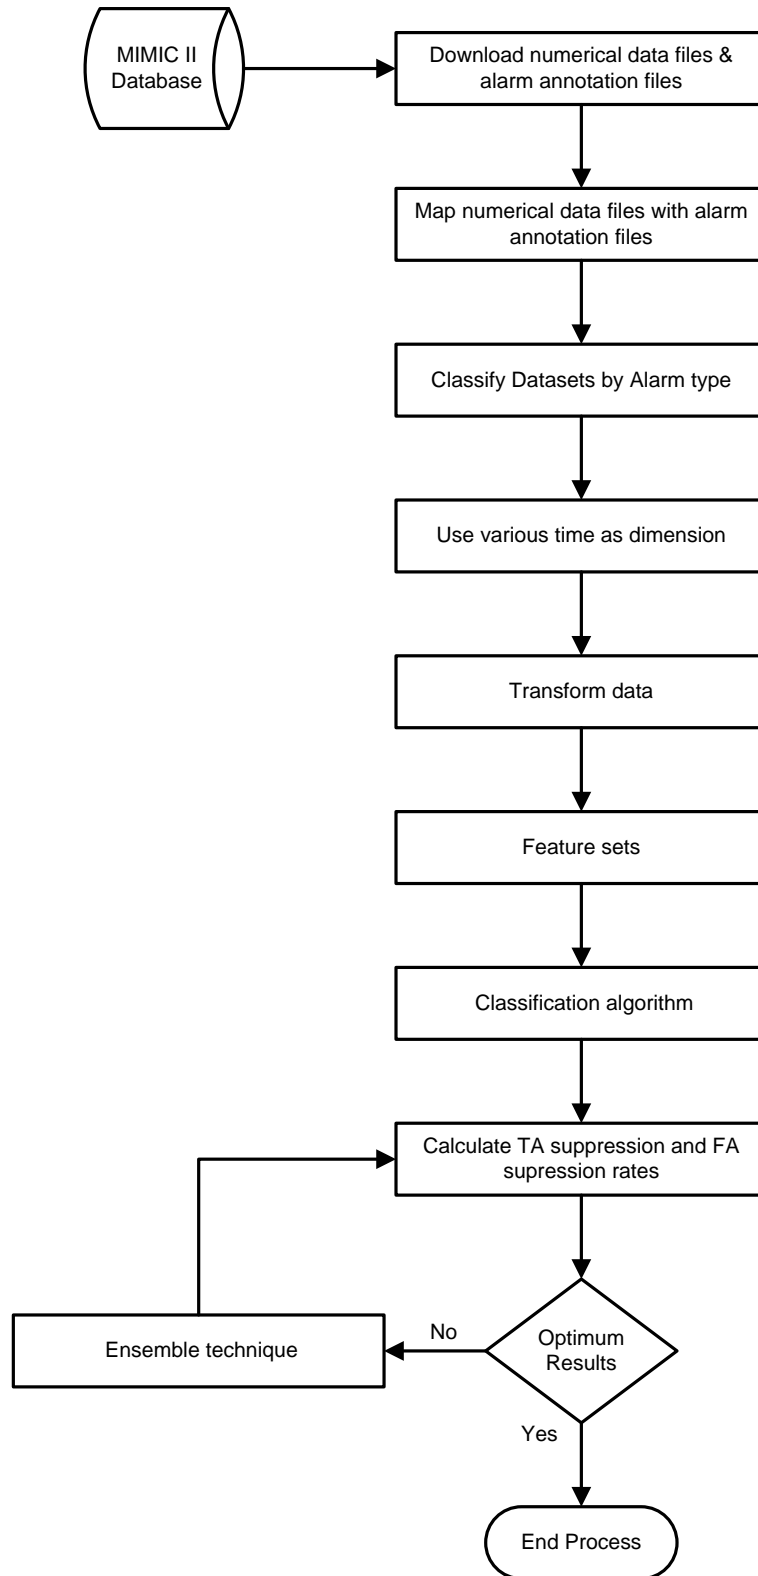 MIMIC II
Database
Download numerical data files &
alarm annotation files
Map numerical data files with alarm
annotation files
Classify Datasets by Alarm type
Use various time as dimension
Transform data
Feature sets
Classification algorithm
Calculate TA suppression and FA
supression rates
Ensemble technique
No
Optimum
Results
Yes
End Process